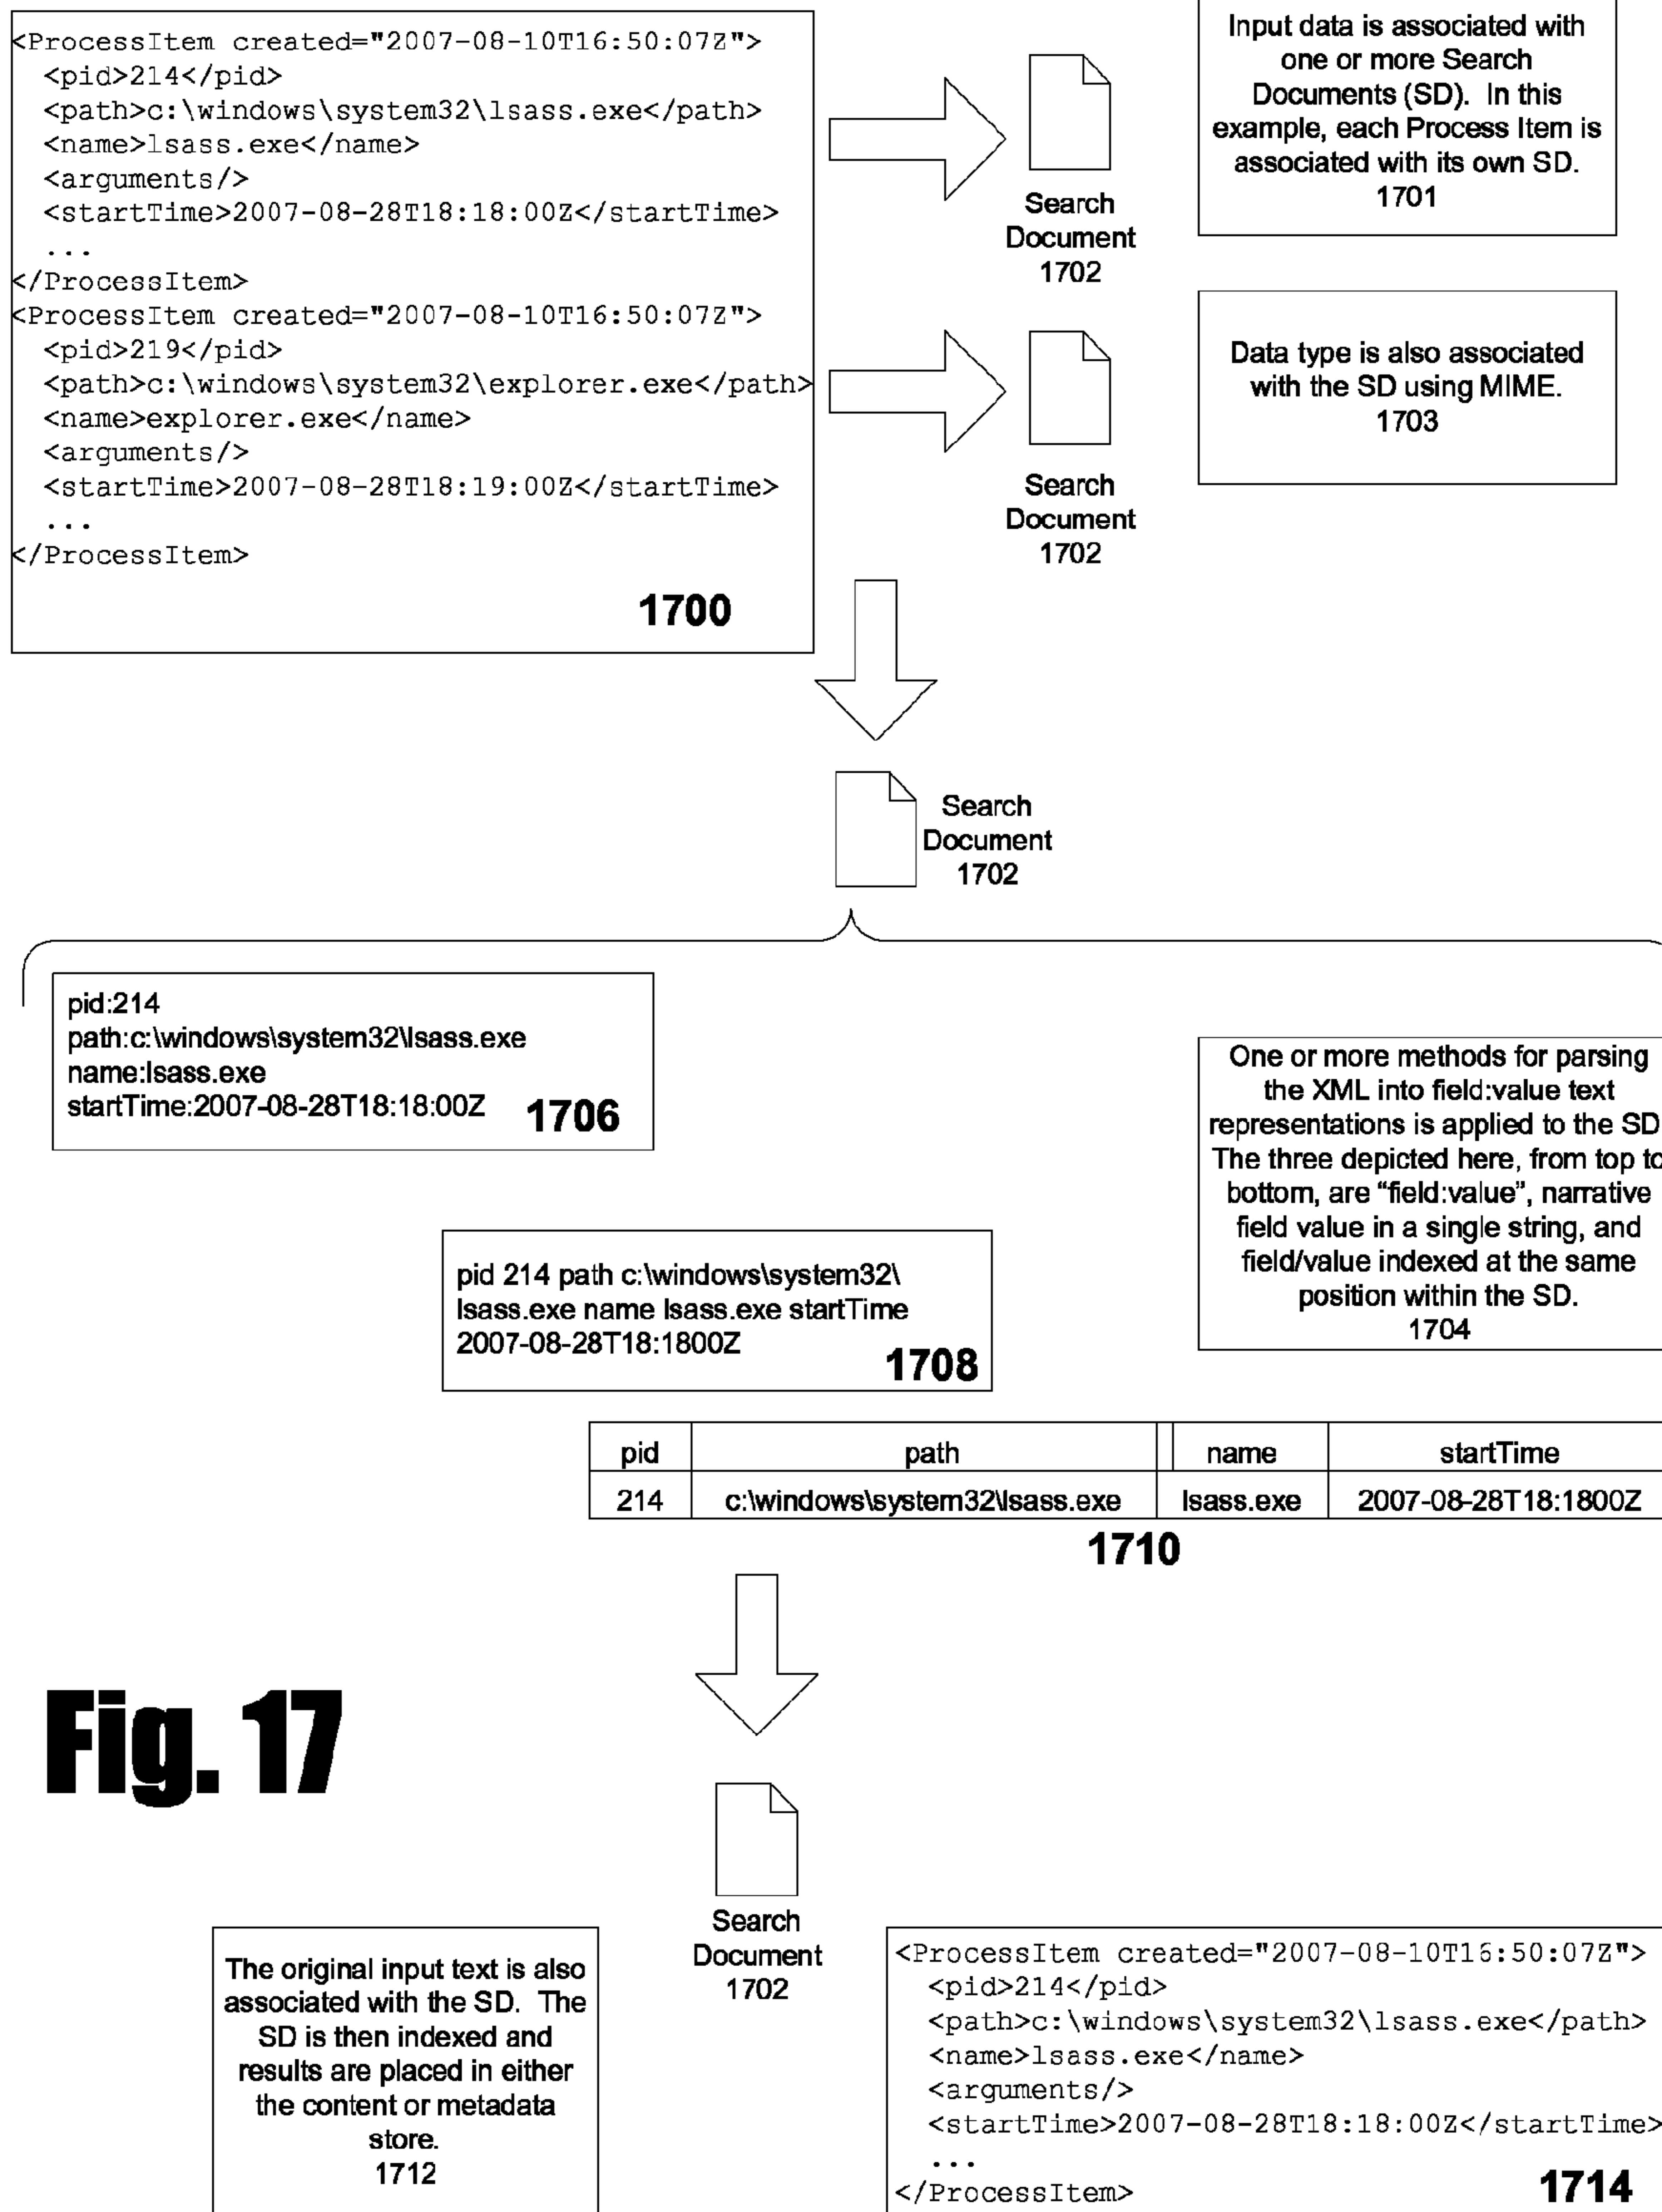 <ProcessItem created="2007-08-10T16:50:07Z">
<pid>214</pid>
<path>c:\windows\system32\lsass.exe</path>
<name>lsass.exe</name>
<arguments/>
<startTime>2007-08-28T18:18:00Z</startTime>
...
</ProcessItem>
<ProcessItem created="2007-08-10T16:50:07Z">
<pid>219</pid>
<path>c:\windows\system32\explorer.exe</path>
<name>explorer.exe</name>
<arguments/>
<startTime>2007-08-28T18:19:00Z</startTime>
...
</ProcessItem>
1700
Search
Document
1702
Search
Document
1702
Input data is associated with
one or more Search
Documents (SD). In this
example, each Process Item is
associated with its own SD.
1701
Data type is also associated
with the SD using MIME.
1703
Search
Document
1702
pid:214
path:c:\windows\system32\lsass.exe
name:lsass.exe
startTime:2007-08-28T18:18:00Z 1706
One or more methods for parsing
the XML into field:value text
representations is applied to the SD
The three depicted here, from top to
bottom, are “field:value”, narrative
field value in a single string, and
field/value indexed at the same
position within the SD.
1704
pid 214 path c:\windows\system32\
lsass.exe name lsass.exe startTime
2007-08-28T18:1800Z
1708
pid path name startTime
214 c:\windows\system32\lsass.exe lsass.exe 2007-08-28T18:1800Z
1710
Fig. 17
Search
Document
1702
The original input text is also
associated with the SD. The
SD is then indexed and
results are placed in either
the content or metadata
store.
1712
<ProcessItem created="2007-08-10T16:50:07Z">
<pid>214</pid>
<path>c:\windows\system32\lsass.exe</path>
<name>lsass.exe</name>
<arguments/>
<startTime>2007-08-28T18:18:00Z</startTime>
...
</ProcessItem>
1714